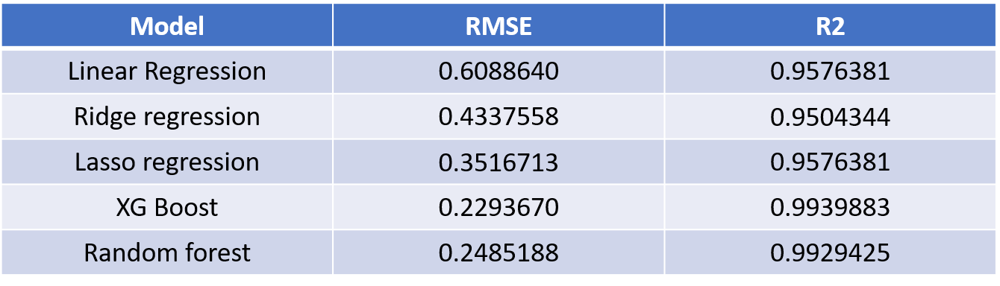 Model RMSE R2
Linear Regression 0.6088640 0.9576381
Ridge regression 0.4337558 0.9504344
Lasso regression 0.3516713 0.9576381
XG Boost 0.2293670 0.9939883
Random forest 0.2485188 0.9929425